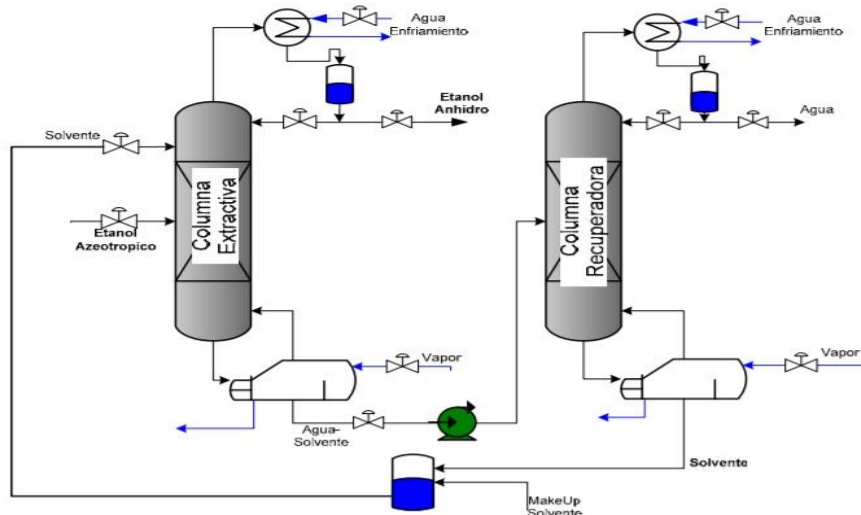 Agua
Enfriamiento
Agua
Enfriamiento
Etanol
Anhidro
Agua
Solvente
Columna
Extractiva
Columna
Recuperadora
Etanol
Azeotropico
Vapor
Vapor
Agua-
Solvente
Solvente
MakeUp
Solvente